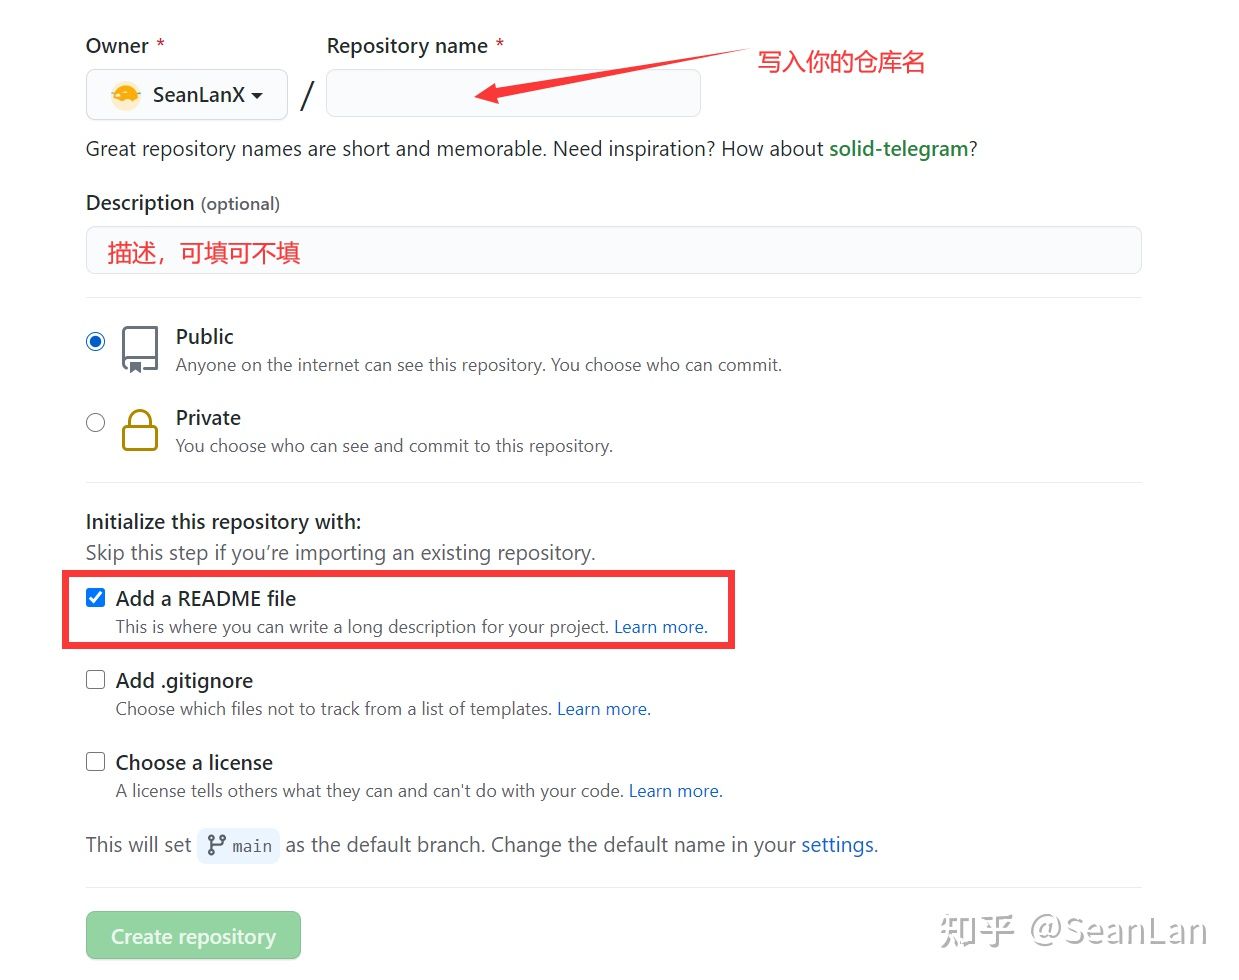 Owner *
Repository name *
写入你的仓库名
SeanLanX
/
Great repository names are short and memorable. Need inspiration? How about solid-telegram?
Description (optional)
描述，可填可不填
Public
Anyone on the internet can see this repository. You choose who can commit.
Private
You choose who can see and commit to this repository.
Initialize this repository with:
Skip this step if you’re importing an existing repository.
Add a README file
This is where you can write a long description for your project. Learn more.
Add .gitignore
Choose which files not to track from a list of templates. Learn more.
Choose a license
A license tells others what they can and can't do with your code. Learn more.
This will set main as the default branch. Change the default name in your settings.
Create repository
知乎 @SeanLan